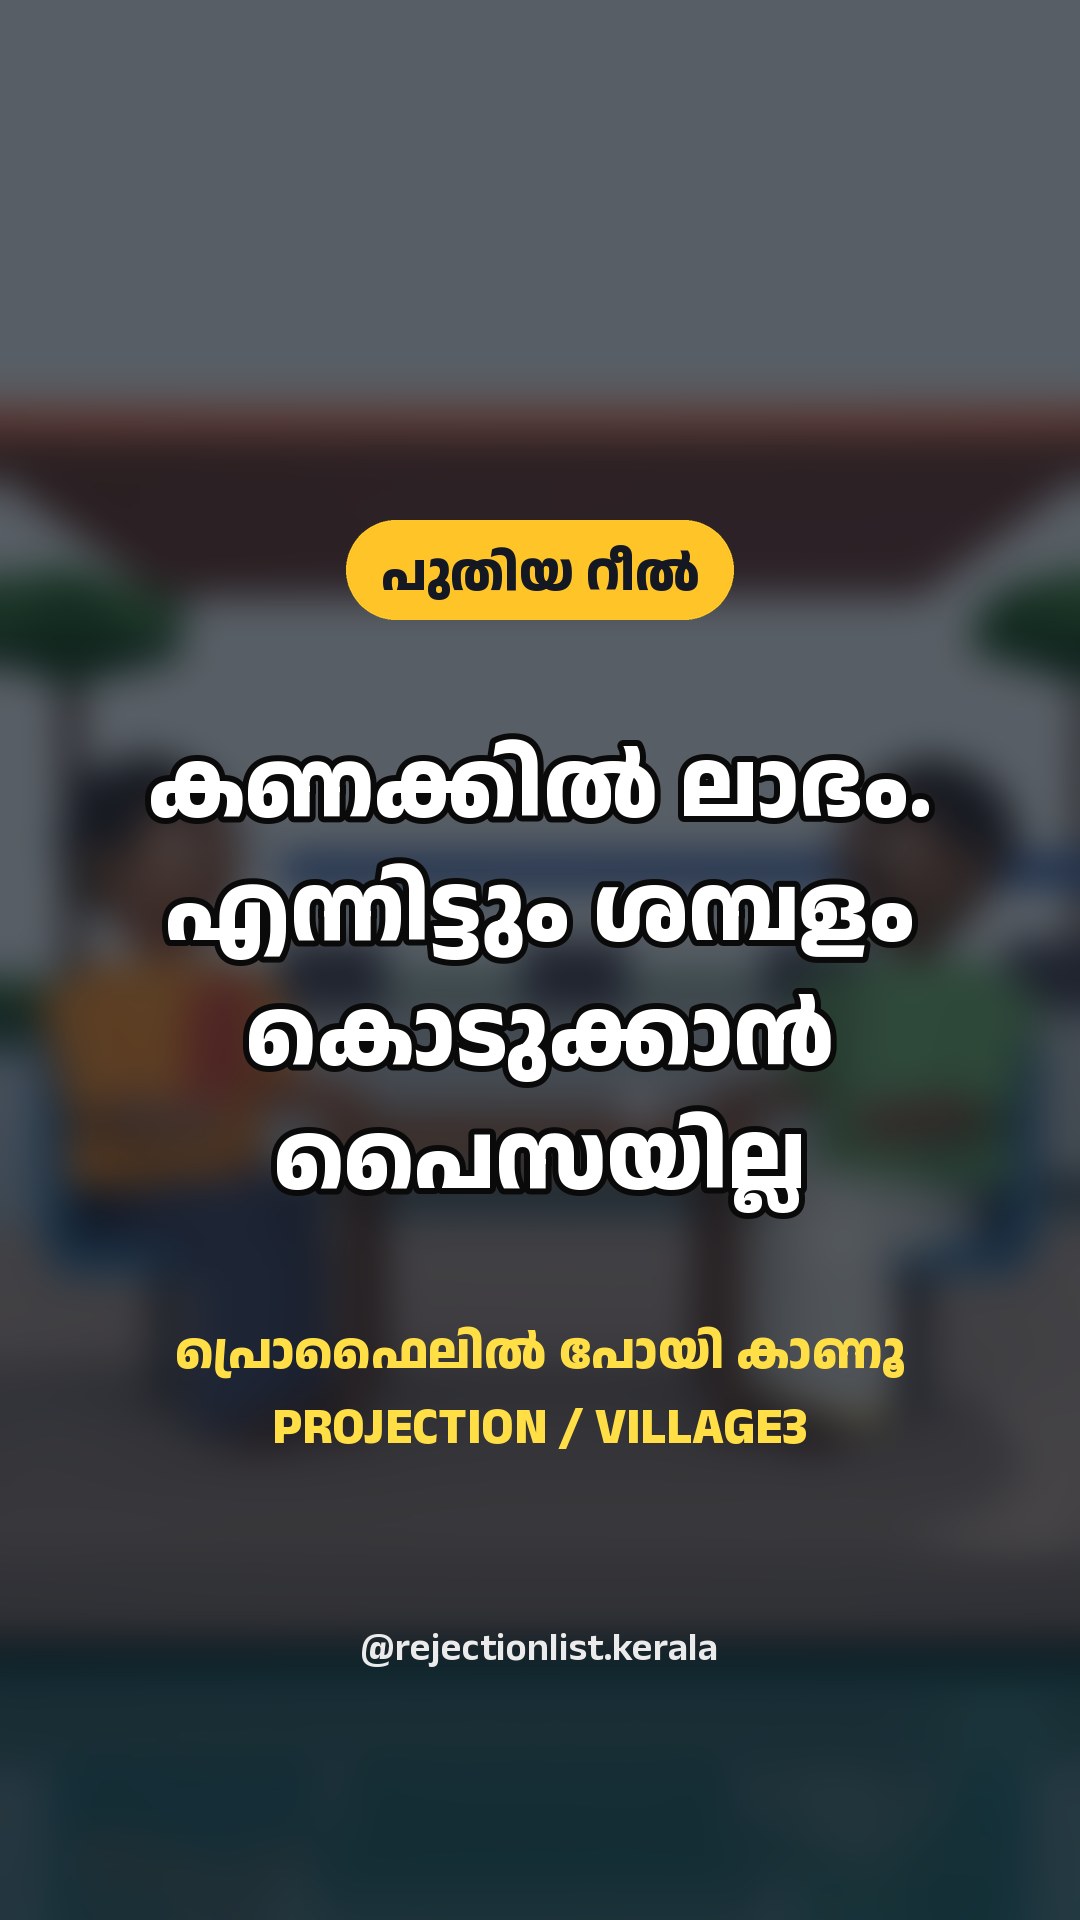 പുതിയ റീൽ
കണക്കിൽ ലാഭം.
എന്നിട്ടും ശമ്പളം
കൊടുക്കാൻ
പൈസയില്ല
പ്രൊഫൈലിൽ പോയി കാണൂ
PROJECTION / VILLAGE3
@rejectionlist.kerala